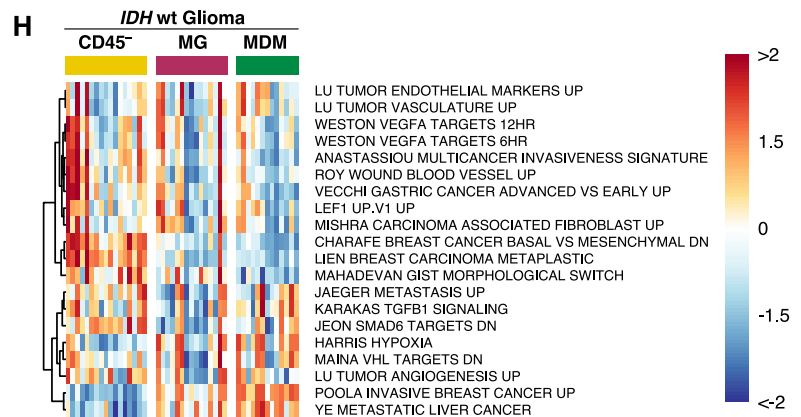 H
IDH wt Glioma
CD45⁻ MG MDM
LU TUMOR ENDOTHELIAL MARKERS UP
LU TUMOR VASCULATURE UP
WESTON VEGFA TARGETS 12HR
WESTON VEGFA TARGETS 6HR
ANASTASSIOU MULTICANCER INVASIVENESS SIGNATURE
ROY WOUND BLOOD VESSEL UP
VECCHI GASTRIC CANCER ADVANCED VS EARLY UP
LEF1 UP.V1 UP
MISHRA CARCINOMA ASSOCIATED FIBROBLAST UP
CHARAFE BREAST CANCER BASAL VS MESENCHYMAL DN
LIEN BREAST CARCINOMA METAPLASTIC
MAHADEVAN GIST MORPHOLOGICAL SWITCH
JAEGER METASTASIS UP
KARAKAS TGFB1 SIGNALING
JEON SMAD6 TARGETS DN
HARRIS HYPOXIA
MAINA VHL TARGETS DN
LU TUMOR ANGIOGENESIS UP
POOLA INVASIVE BREAST CANCER UP
YE METASTATIC LIVER CANCER
>2
1.5
0
-1.5
<-2